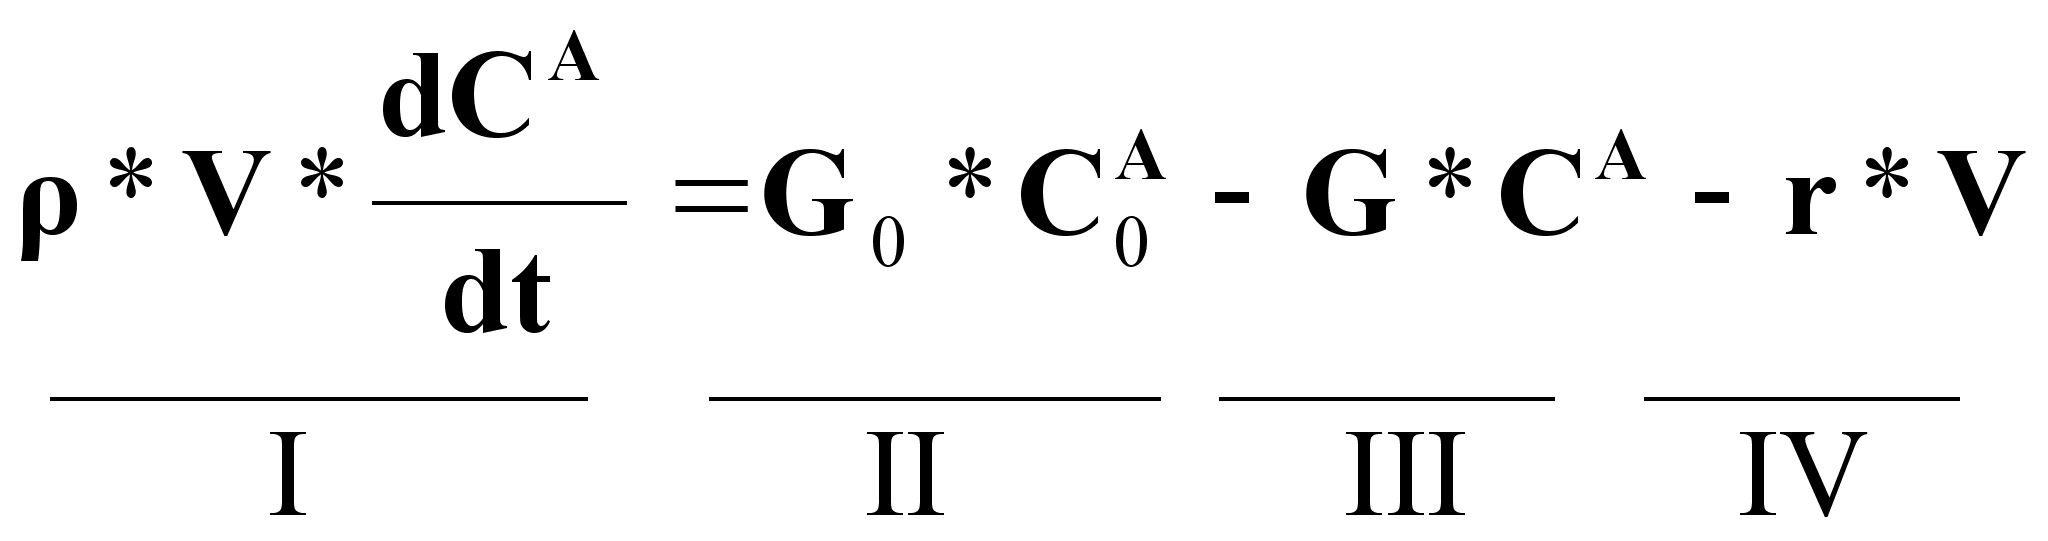 ρ * V * dC^A/dt = G_0 * C_0^A - G * C^A - r * V
I II III IV